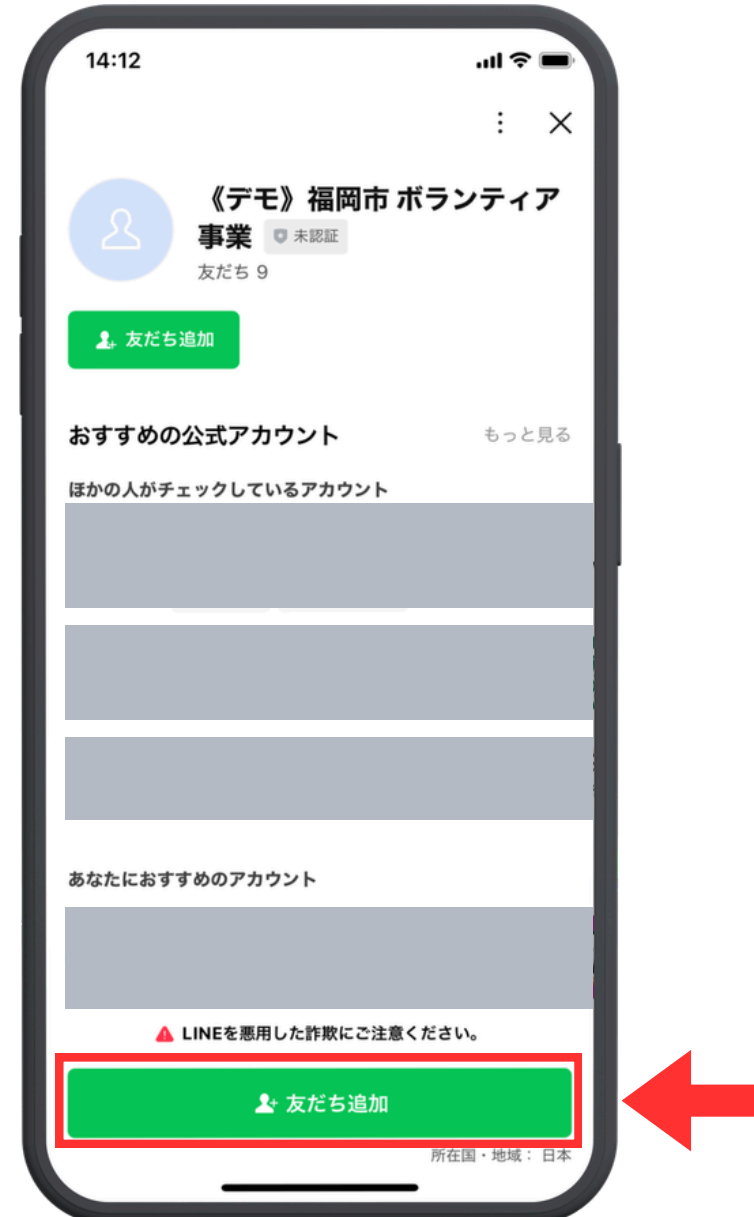 14:12
《デモ》福岡市 ボランティア
事業 未認証
友だち 9
友だち追加
おすすめの公式アカウント もっと見る
ほかの人がチェックしているアカウント
あなたにおすすめのアカウント
LINEを悪用した詐欺にご注意ください。
友だち追加
所在国・地域： 日本